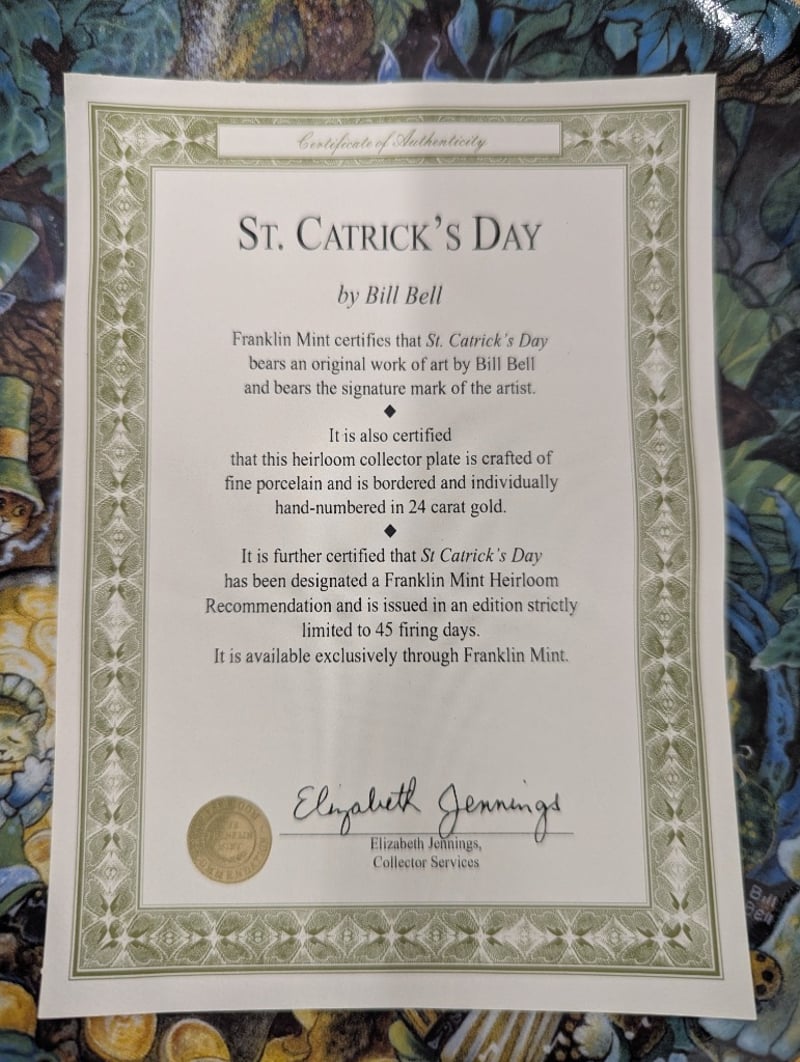 Certificate of Authenticity
ST. CATRICK'S DAY
by Bill Bell
Franklin Mint certifies that St. Catrick's Day
bears an original work of art by Bill Bell
and bears the signature mark of the artist.
It is also certified
that this heirloom collector plate is crafted of
fine porcelain and is bordered and individually
hand-numbered in 24 carat gold.
It is further certified that St Catrick's Day
has been designated a Franklin Mint Heirloom
Recommendation and is issued in an edition strictly
limited to 45 firing days.
It is available exclusively through Franklin Mint.
Elizabeth Jennings
Elizabeth Jennings,
Collector Services
Bill
Bell